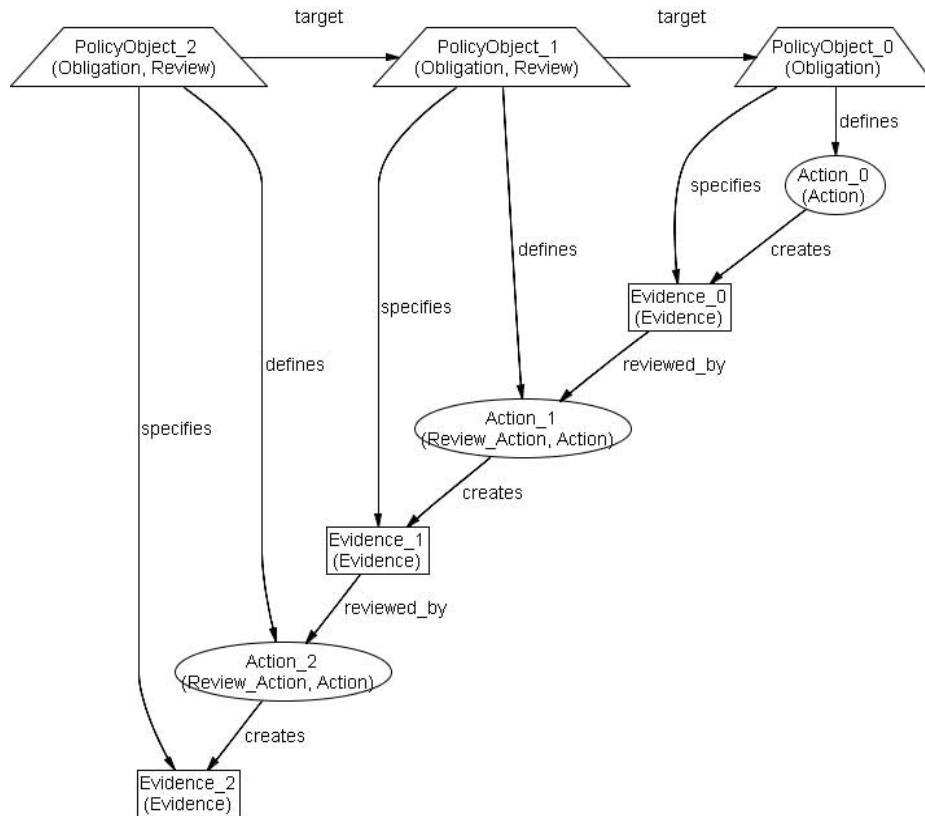 target
target
PolicyObject_2
(Obligation, Review)
PolicyObject_1
(Obligation, Review)
PolicyObject_0
(Obligation)
defines
Action_0
(Action)
specifies
creates
defines
Evidence_0
(Evidence)
specifies
reviewed_by
defines
Action_1
(Review_Action, Action)
specifies
creates
Evidence_1
(Evidence)
reviewed_by
Action_2
(Review_Action, Action)
creates
Evidence_2
(Evidence)